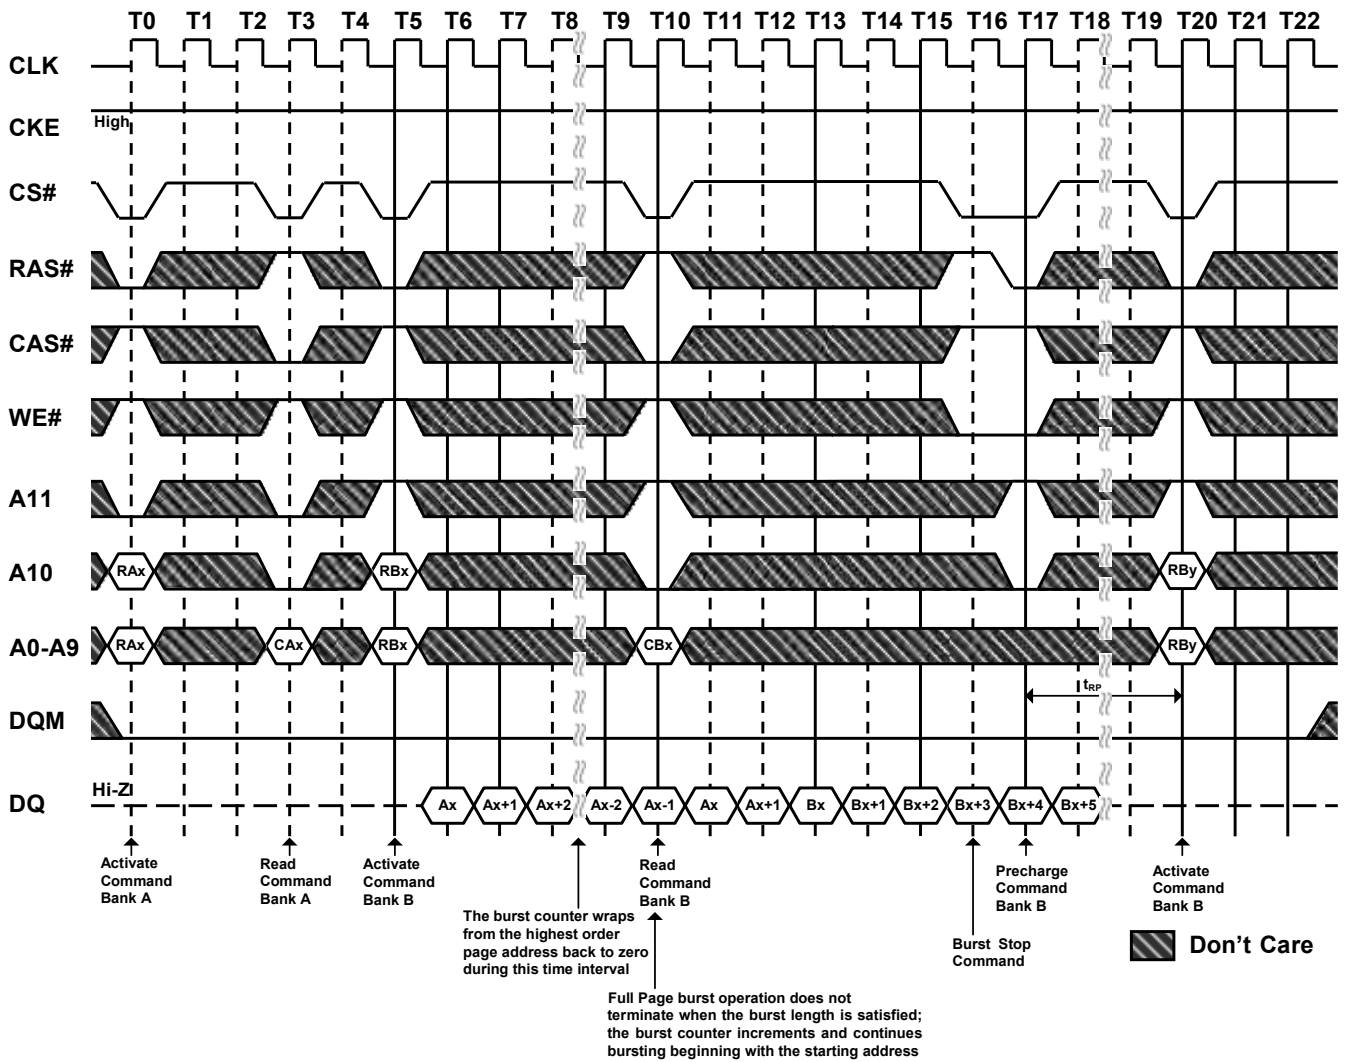 T0 T1 T2 T3 T4 T5 T6 T7 T8 T9 T10 T11 T12 T13 T14 T15 T16 T17 T18 T19 T20 T21 T22
CLK
CKE High
CS#
RAS#
CAS#
WE#
A11
A10 RAx RBx RBy
A0-A9 RAx CAx RBx CBx RBy
tRP
DQM
DQ Hi-Z Ax Ax+1 Ax+2 Ax-2 Ax-1 Ax Ax+1 Bx Bx+1 Bx+2 Bx+3 Bx+4 Bx+5
Activate
Command
Bank A
Read
Command
Bank A
Activate
Command
Bank B
The burst counter wraps
from the highest order
page address back to zero
during this time interval
Read
Command
Bank B
Full Page burst operation does not
terminate when the burst length is satisfied;
the burst counter increments and continues
bursting beginning with the starting address
Burst Stop
Command
Precharge
Command
Bank B
Activate
Command
Bank B
Don't Care